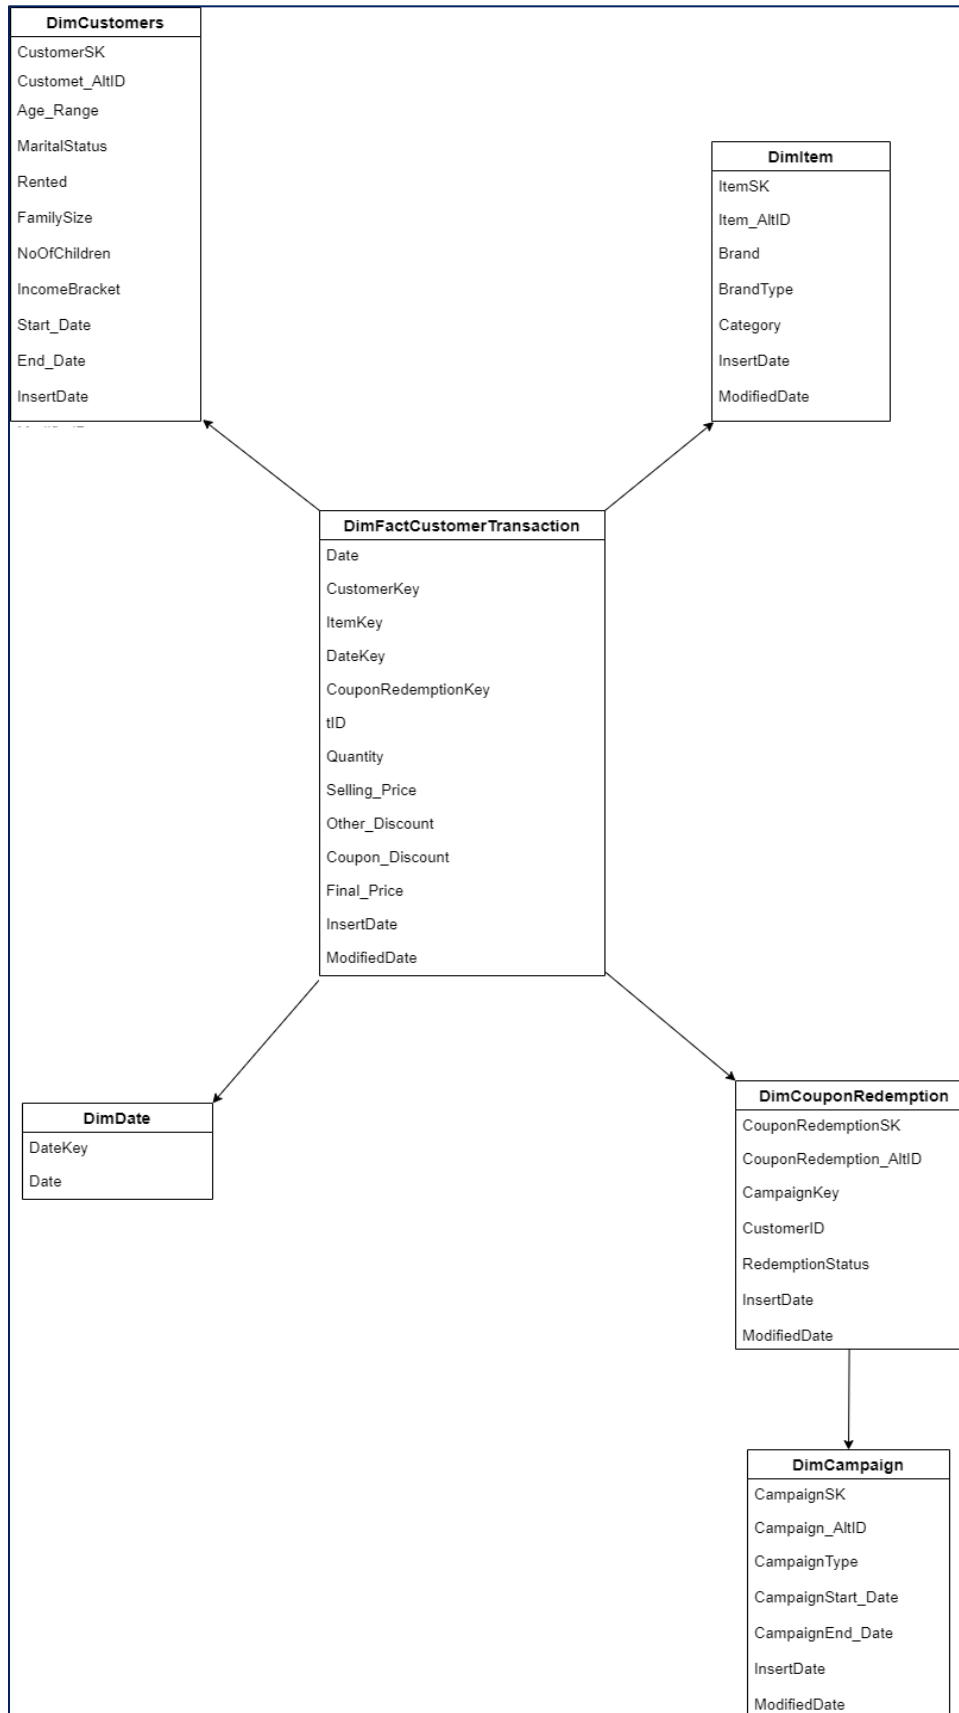 DimCustomers
CustomerSK
Customet_AltID
Age_Range
MaritalStatus
Rented
FamilySize
NoOfChildren
IncomeBracket
Start_Date
End_Date
InsertDate
DimItem
ItemSK
Item_AltID
Brand
BrandType
Category
InsertDate
ModifiedDate
DimFactCustomerTransaction
Date
CustomerKey
ItemKey
DateKey
CouponRedemptionKey
tID
Quantity
Selling_Price
Other_Discount
Coupon_Discount
Final_Price
InsertDate
ModifiedDate
DimDate
DateKey
Date
DimCouponRedemption
CouponRedemptionSK
CouponRedemption_AltID
CampaignKey
CustomerID
RedemptionStatus
InsertDate
ModifiedDate
DimCampaign
CampaignSK
Campaign_AltID
CampaignType
CampaignStart_Date
CampaignEnd_Date
InsertDate
ModifiedDate